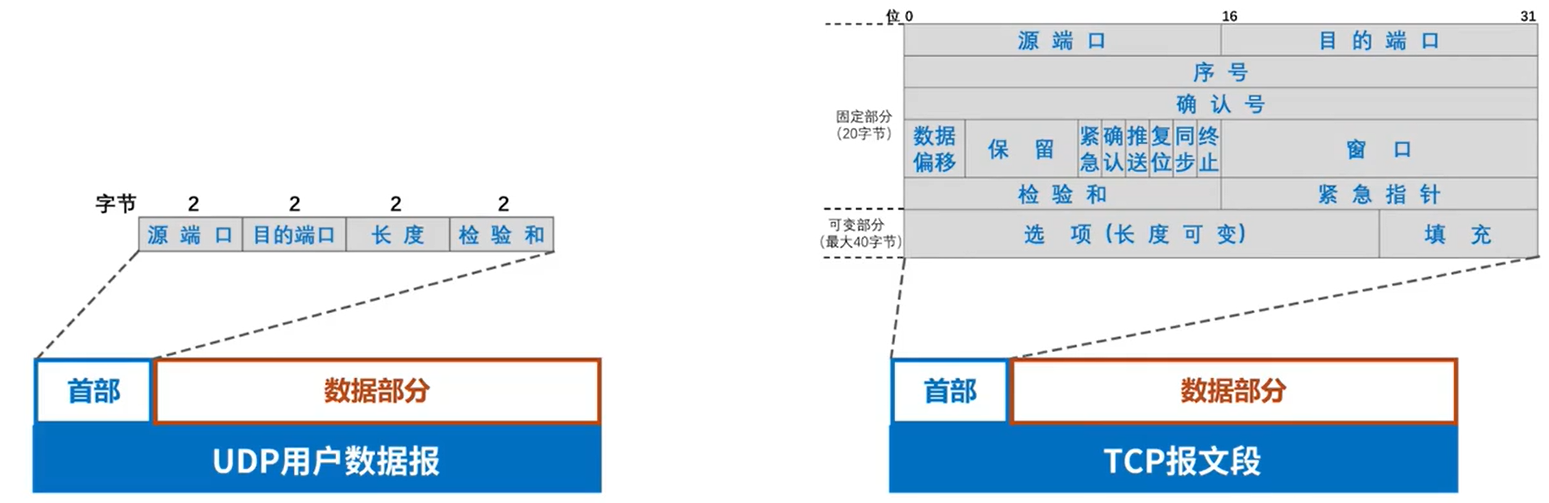 字节 2 2 2 2
源端口 目的端口 长度 检验和
首部 数据部分
UDP用户数据报
位 0 16 31
源端口 目的端口
序号
确认号
固定部分
(20字节)
数据偏移 保留 紧急 确认 推送 复位 同步 终止 窗口
检验和 紧急指针
可变部分
(最大40字节)
选项(长度可变) 填充
首部 数据部分
TCP报文段